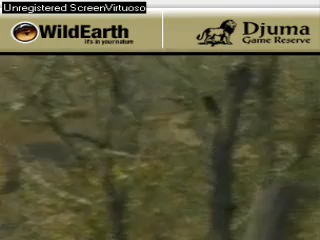 Unregistered ScreenVirtuoso
WildEarth
it's in your nature
Djuma
Game Reserve